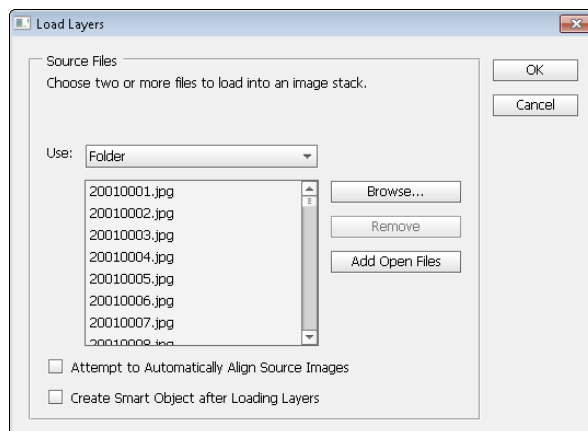 Load Layers
Source Files
Choose two or more files to load into an image stack.
OK
Cancel
Use: Folder
20010001.jpg
20010002.jpg
20010003.jpg
20010004.jpg
20010005.jpg
20010006.jpg
20010007.jpg
20010008.jpg
Browse...
Remove
Add Open Files
Attempt to Automatically Align Source Images
Create Smart Object after Loading Layers